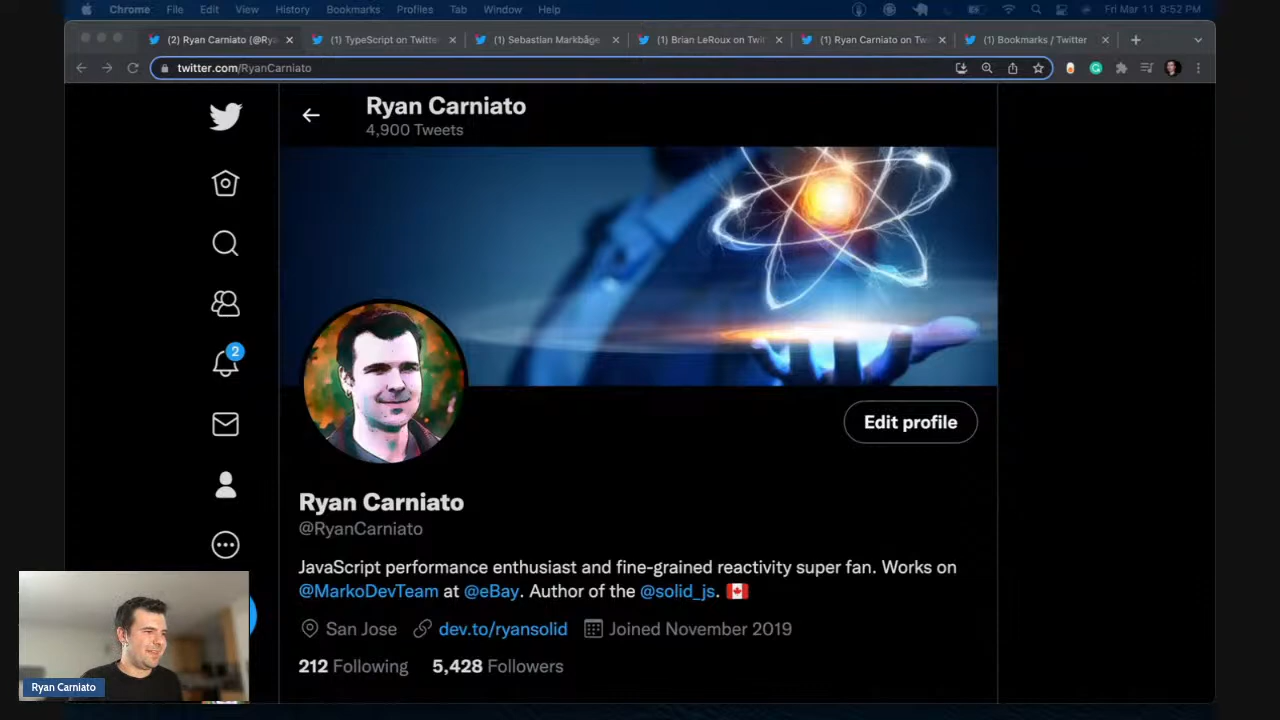 Chrome File Edit View History Bookmarks Profiles Tab Window Help Fri Mar 11 8:52 PM
(2) Ryan Carniato (@Rya (1) TypeScript on Twitte (1) Sebastian Markbåge (1) Brian LeRoux on Twit (1) Ryan Carniato on Tw (1) Bookmarks / Twitter
twitter.com/RyanCarniato
Ryan Carniato
4,900 Tweets
2
Edit profile
Ryan Carniato
@RyanCarniato
JavaScript performance enthusiast and fine-grained reactivity super fan. Works on
@MarkoDevTeam at @eBay. Author of the @solid_js. 🇨🇦
San Jose dev.to/ryansolid Joined November 2019
212 Following 5,428 Followers
Ryan Carniato